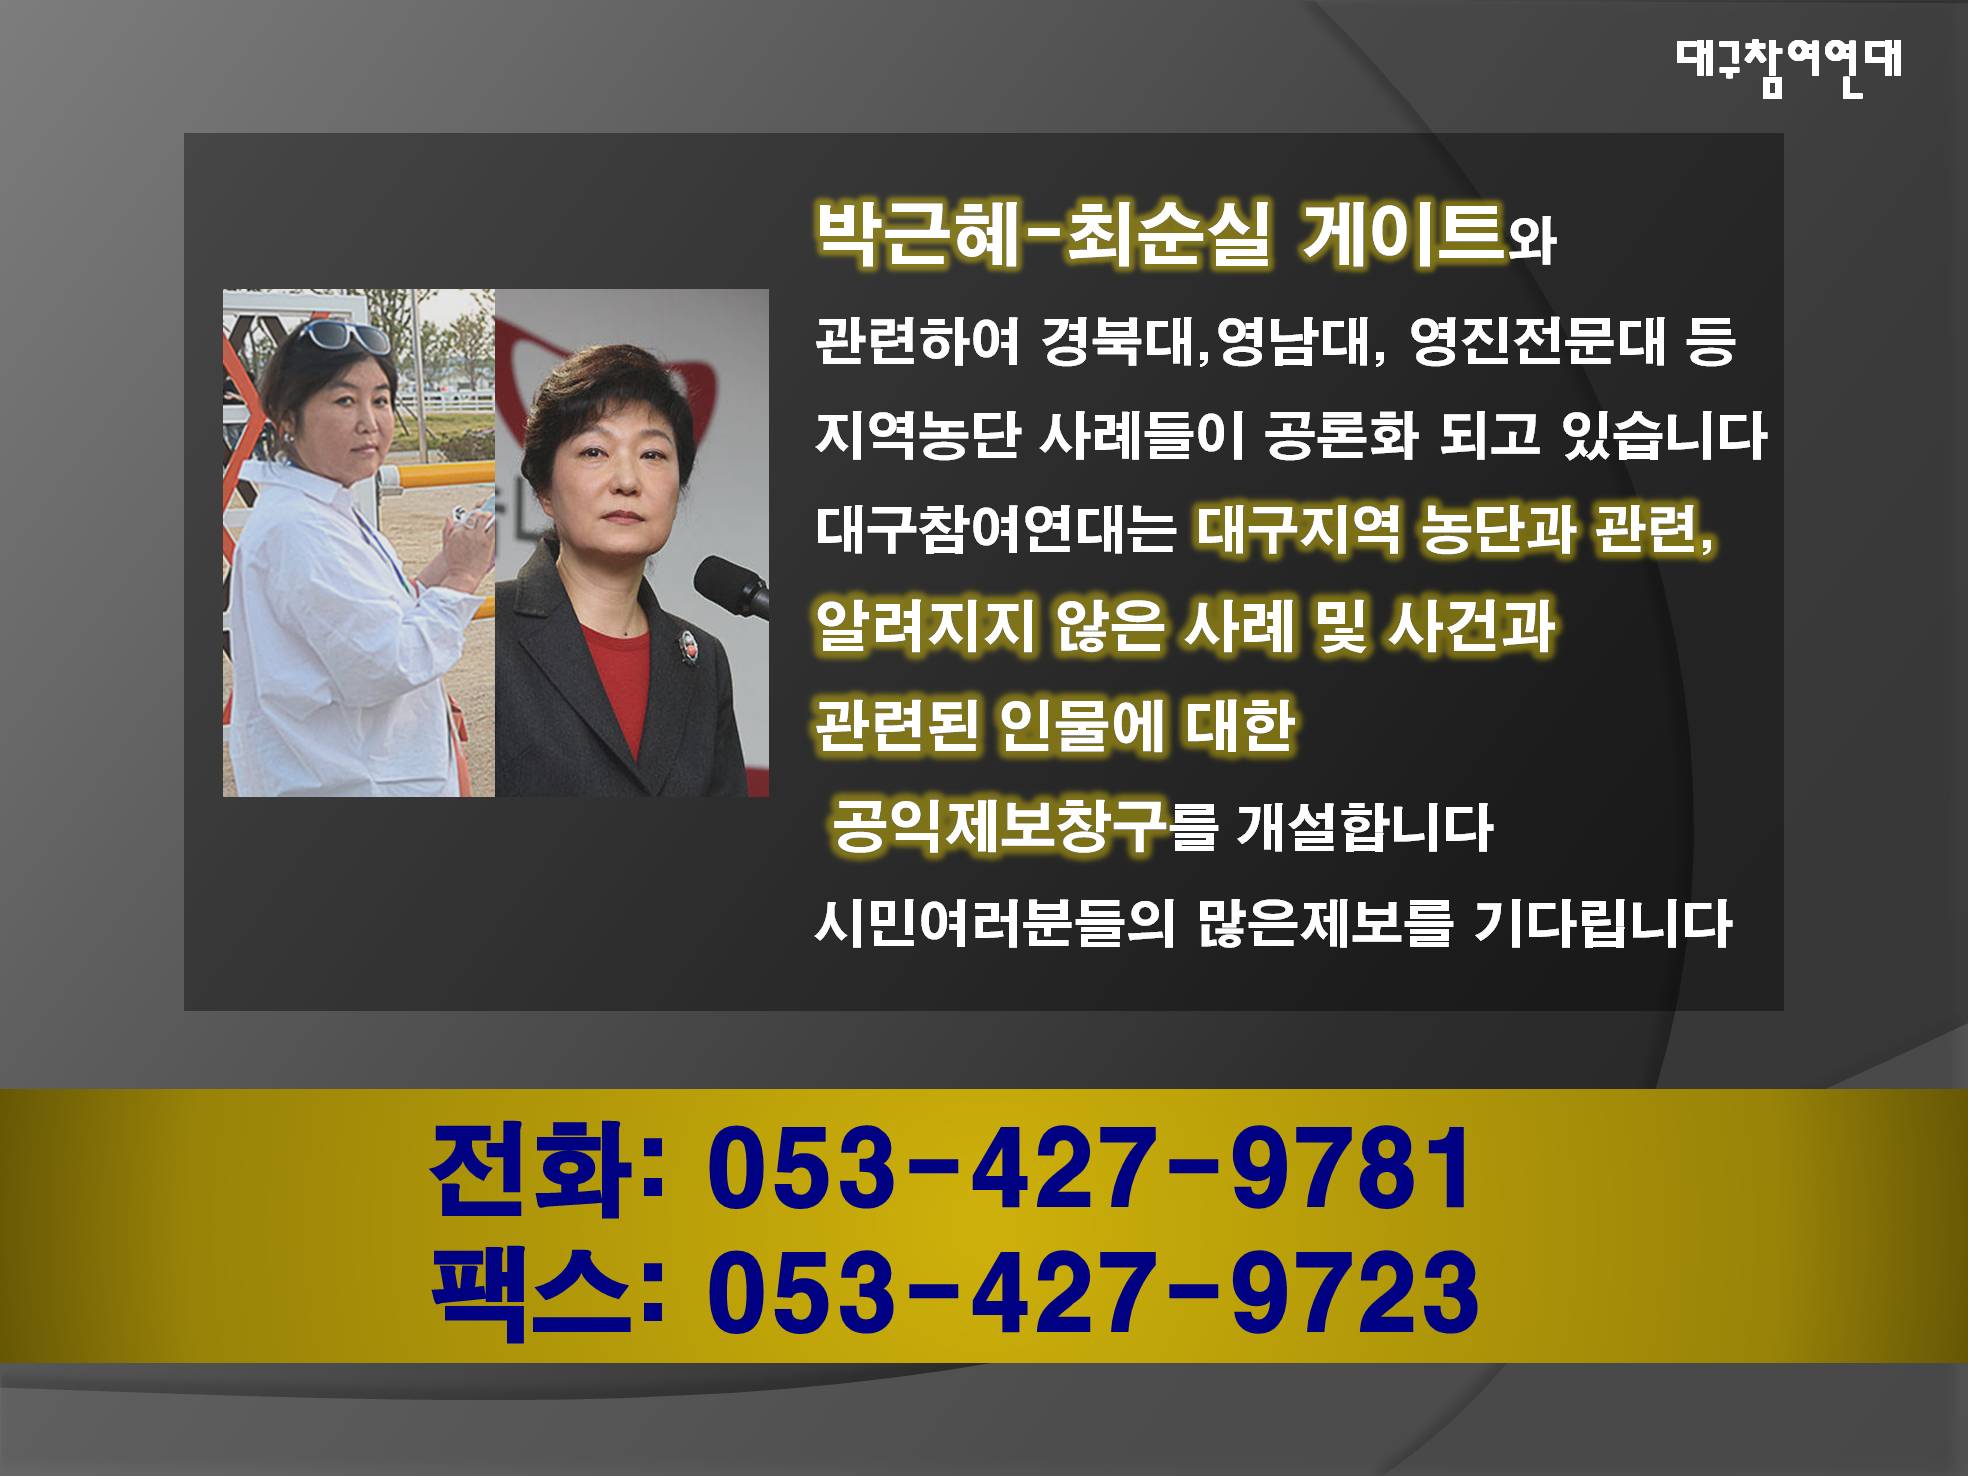 대구참여연대
박근혜-최순실 게이트와
관련하여 경북대,영남대, 영진전문대 등
지역농단 사례들이 공론화 되고 있습니다
대구참여연대는 대구지역 농단과 관련,
알려지지 않은 사례 및 사건과
관련된 인물에 대한
공익제보창구를 개설합니다
시민여러분들의 많은제보를 기다립니다
전화: 053-427-9781
팩스: 053-427-9723